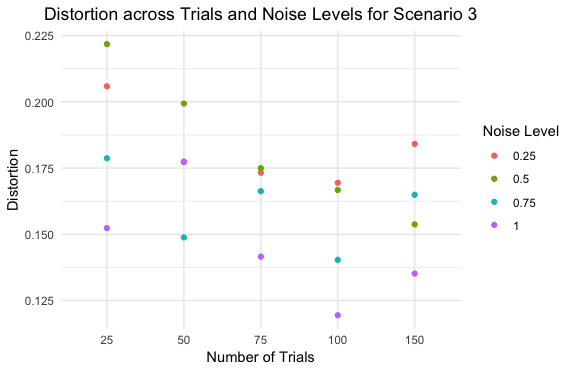 Distortion across Trials and Noise Levels for Scenario 3
0.225
0.200
0.175
0.150
0.125
Distortion
25 50 75 100 150
Number of Trials
Noise Level
0.25
0.5
0.75
1